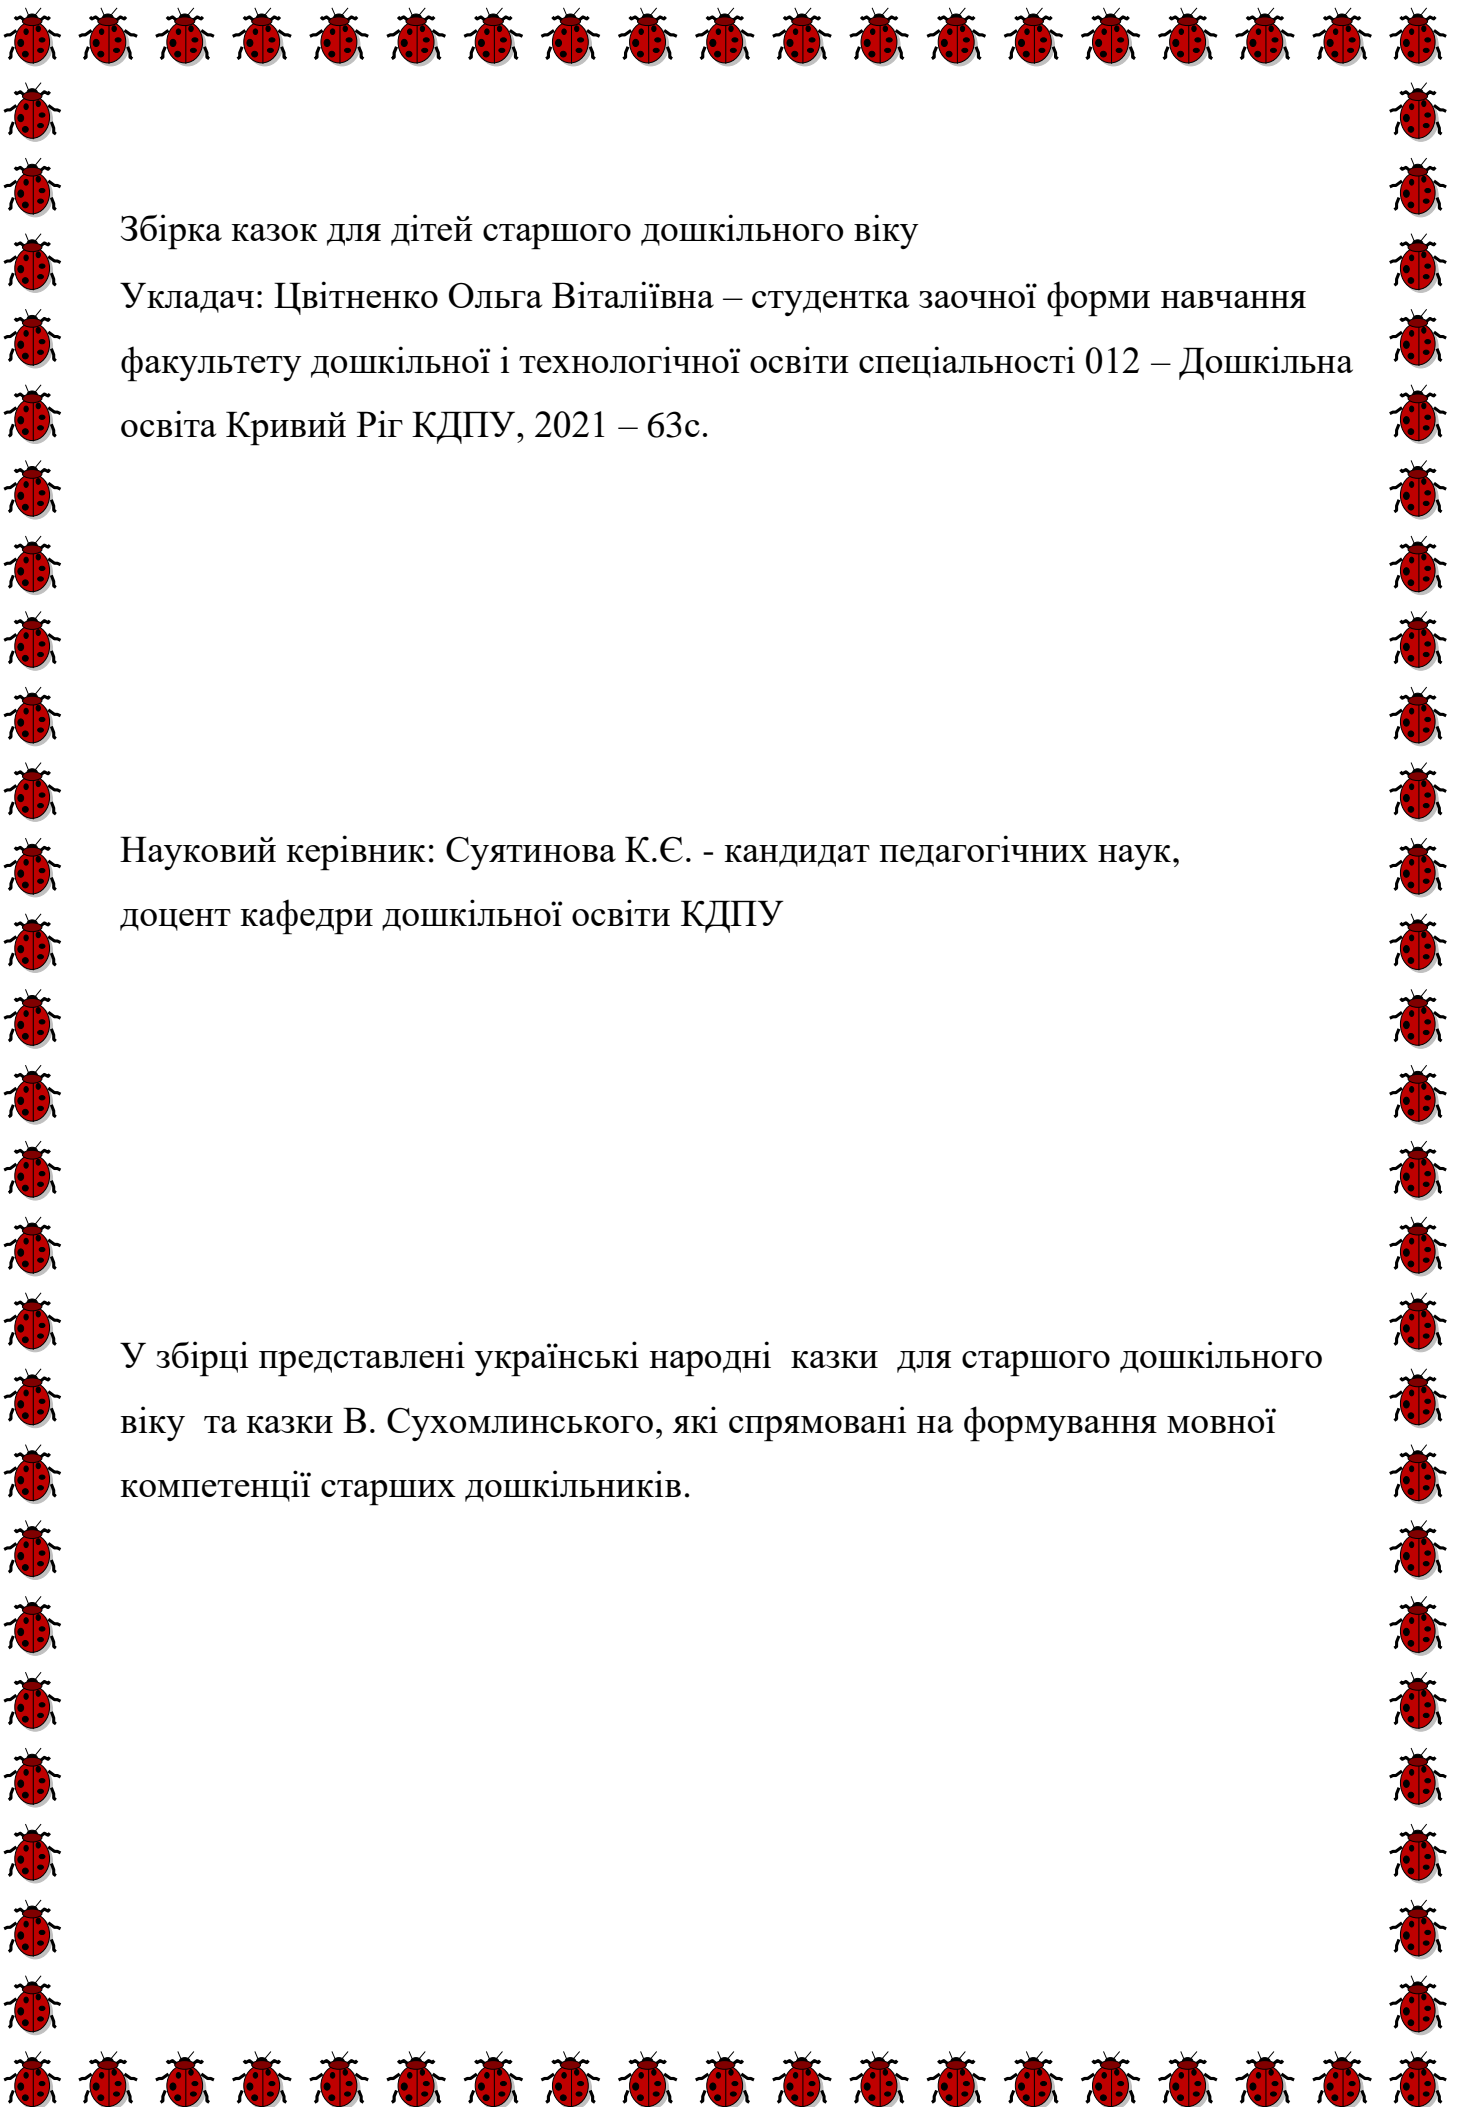 Збірка казок для дітей старшого дошкільного віку
Укладач: Цвітненко Ольга Віталіївна – студентка заочної форми навчання
факультету дошкільної і технологічної освіти спеціальності 012 – Дошкільна
освіта Кривий Ріг КДПУ, 2021 – 63с.
Науковий керівник: Суятинова К.Є. - кандидат педагогічних наук,
доцент кафедри дошкільної освіти КДПУ
У збірці представлені українські народні  казки  для старшого дошкільного
віку  та казки В. Сухомлинського, які спрямовані на формування мовної
компетенції старших дошкільників.